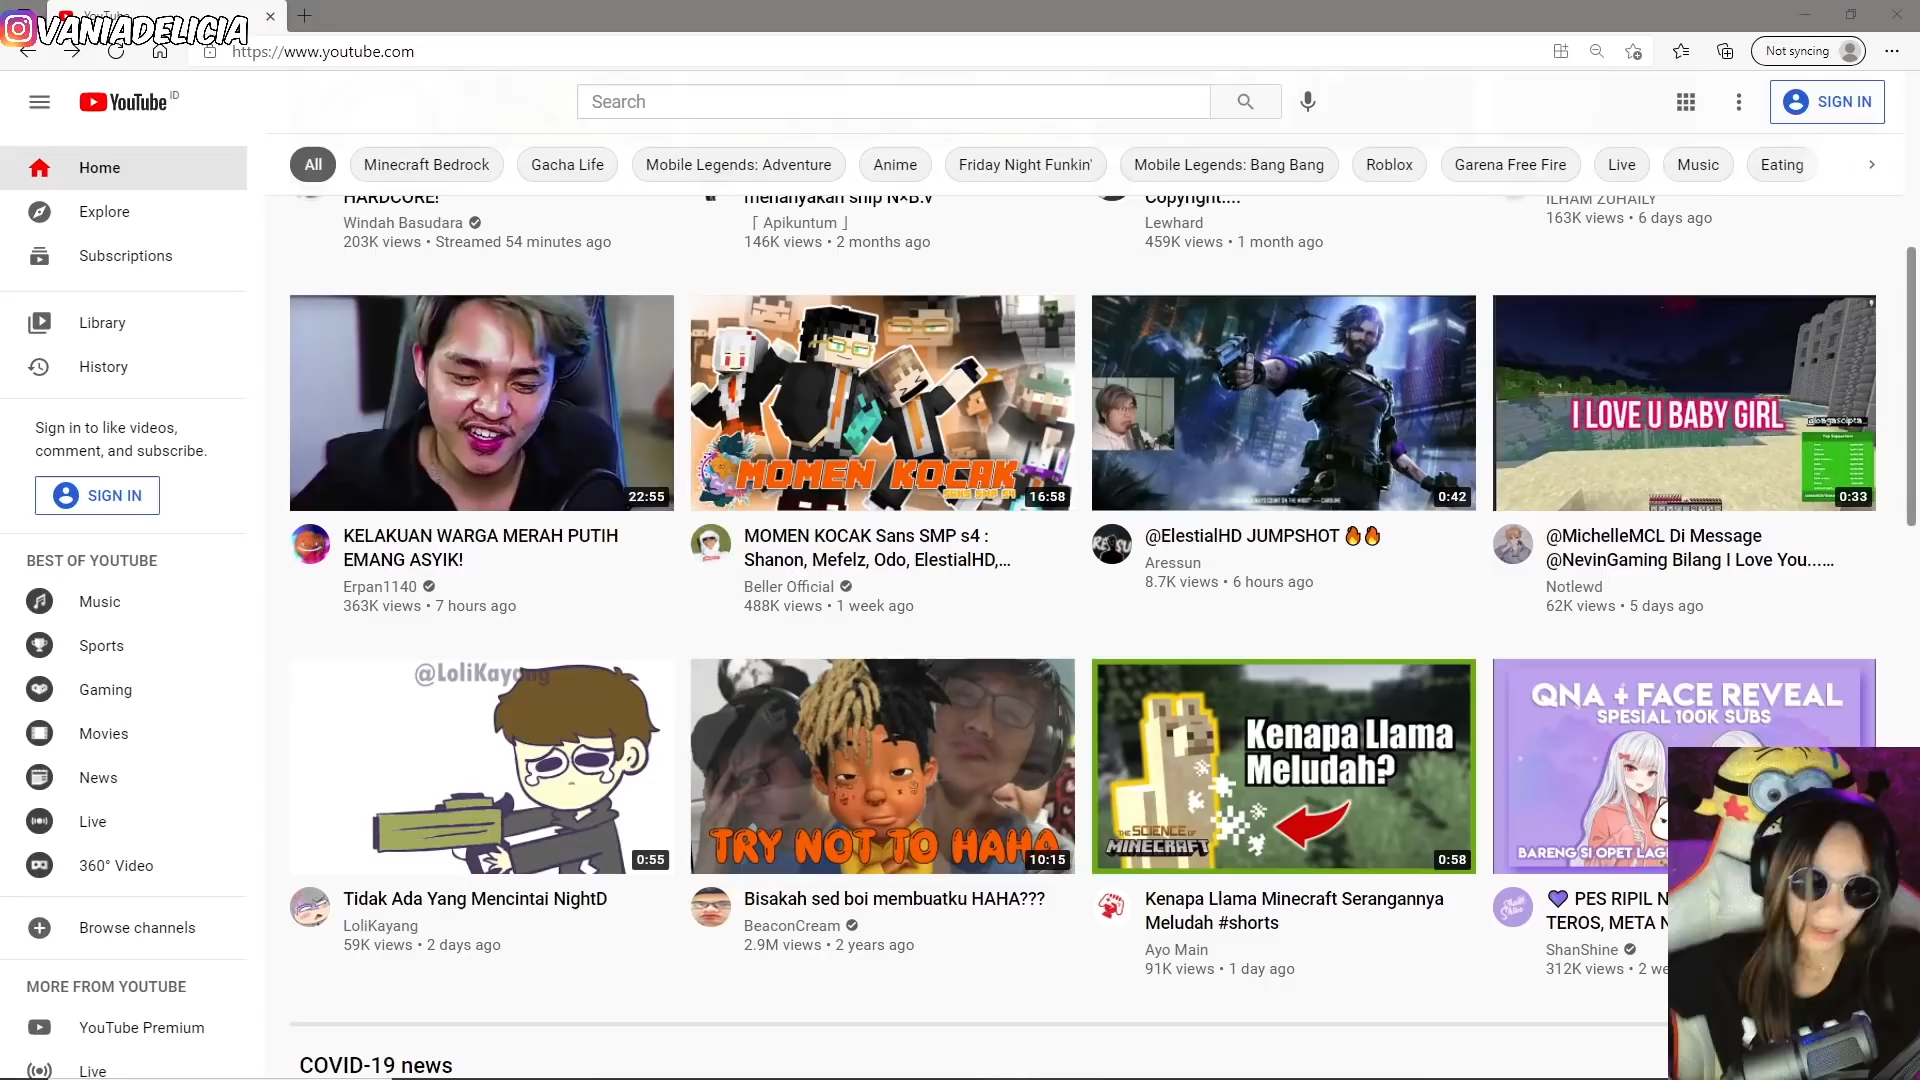 YouTube
VANIADELICIA
https://www.youtube.com
Not syncing
YouTube ID
Search
SIGN IN
Home
Explore
Subscriptions
Library
History
Sign in to like videos,
comment, and subscribe.
SIGN IN
BEST OF YOUTUBE
Music
Sports
Gaming
Movies
News
Live
360° Video
Browse channels
MORE FROM YOUTUBE
YouTube Premium
Live
All
Minecraft Bedrock
Gacha Life
Mobile Legends: Adventure
Anime
Friday Night Funkin'
Mobile Legends: Bang Bang
Roblox
Garena Free Fire
Live
Music
Eating
HARDCORE!
Windah Basudara
203K views • Streamed 54 minutes ago
menanyakan ship N×B.V
「 Apikuntum 」
146K views • 2 months ago
Copyright....
Lewhard
459K views • 1 month ago
ILHAM ZUHAILY
163K views • 6 days ago
22:55
KELAKUAN WARGA MERAH PUTIH
EMANG ASYIK!
Erpan1140
363K views • 7 hours ago
MOMEN KOCAK
SANS SMP S4
16:58
MOMEN KOCAK Sans SMP s4 :
Shanon, Mefelz, Odo, ElestialHD,...
Beller Official
488K views • 1 week ago
0:42
@ElestialHD JUMPSHOT 🔥🔥
Aressun
8.7K views • 6 hours ago
I LOVE U BABY GIRL
Top Supporters
0:33
@MichelleMCL Di Message
@NevinGaming Bilang I Love You......
Notlewd
62K views • 5 days ago
@LoliKayang
0:55
Tidak Ada Yang Mencintai NightD
LoliKayang
59K views • 2 days ago
TRY NOT TO HAHA
10:15
Bisakah sed boi membuatku HAHA???
BeaconCream
2.9M views • 2 years ago
Kenapa Llama
Meludah?
THE SCIENCE OF
MINECRAFT
0:58
Kenapa Llama Minecraft Serangannya
Meludah #shorts
Ayo Main
91K views • 1 day ago
QNA + FACE REVEAL
SPESIAL 100K SUBS
BARENG SI OPET LAG
💜 PES RIPIL N
TEROS, META N
ShanShine
312K views • 2 we
COVID-19 news